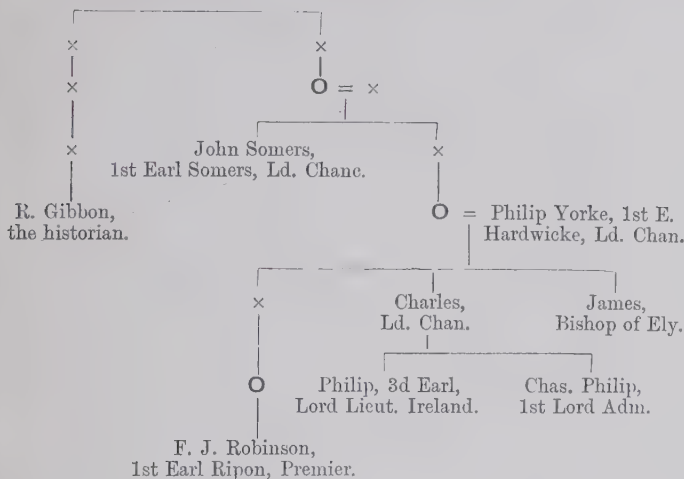 × ×
× O = ×
× John Somers, ×
1st Earl Somers, Ld. Chanc.
R. Gibbon, O = Philip Yorke, 1st E.
the historian. Hardwicke, Ld. Chan.
× Charles, James,
Ld. Chan. Bishop of Ely.
O Philip, 3d Earl, Chas. Philip,
Lord Lieut. Ireland. 1st Lord Adm.
F. J. Robinson,
1st Earl Ripon, Premier.